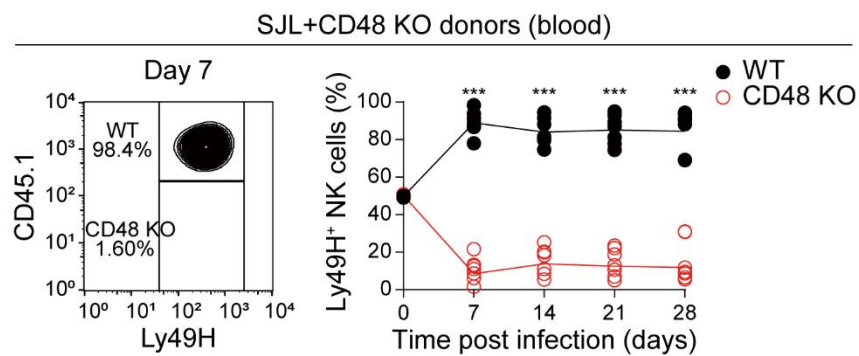 SJL+CD48 KO donors (blood)
Day 7
10⁴
10³
10²
10¹
10⁰
CD45.1
WT
98.4%
CD48 KO
1.60%
10⁰ 10¹ 10² 10³ 10⁴
Ly49H
Ly49H⁺ NK cells (%)
100
80
60
40
20
0
*** *** *** ***
0 7 14 21 28
Time post infection (days)
WT
CD48 KO